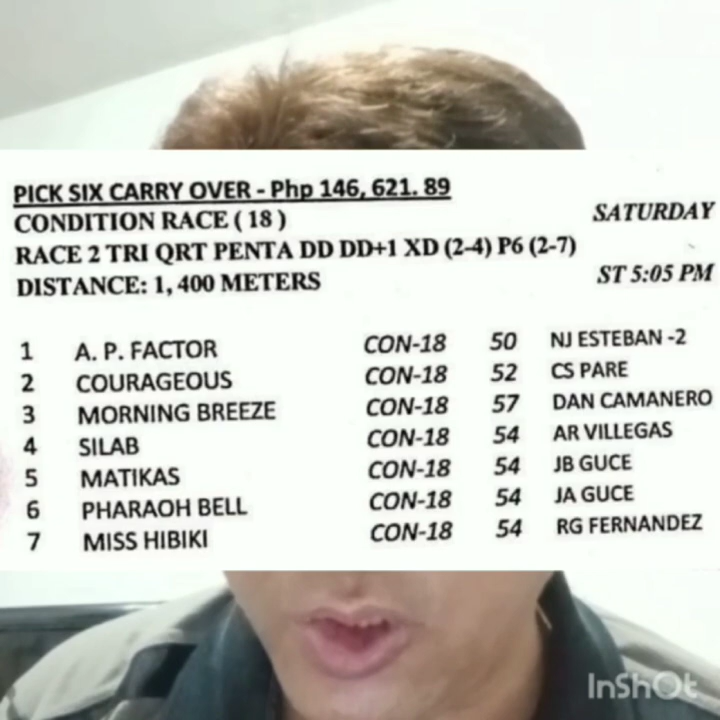 PICK SIX CARRY OVER - Php 146, 621. 89
CONDITION RACE ( 18 ) SATURDAY
RACE 2 TRI QRT PENTA DD DD+1 XD (2-4) P6 (2-7)
DISTANCE: 1, 400 METERS ST 5:05 PM
1 A. P. FACTOR CON-18 50 NJ ESTEBAN -2
2 COURAGEOUS CON-18 52 CS PARE
3 MORNING BREEZE CON-18 57 DAN CAMANERO
4 SILAB CON-18 54 AR VILLEGAS
5 MATIKAS CON-18 54 JB GUCE
6 PHARAOH BELL CON-18 54 JA GUCE
7 MISS HIBIKI CON-18 54 RG FERNANDEZ
InShOt